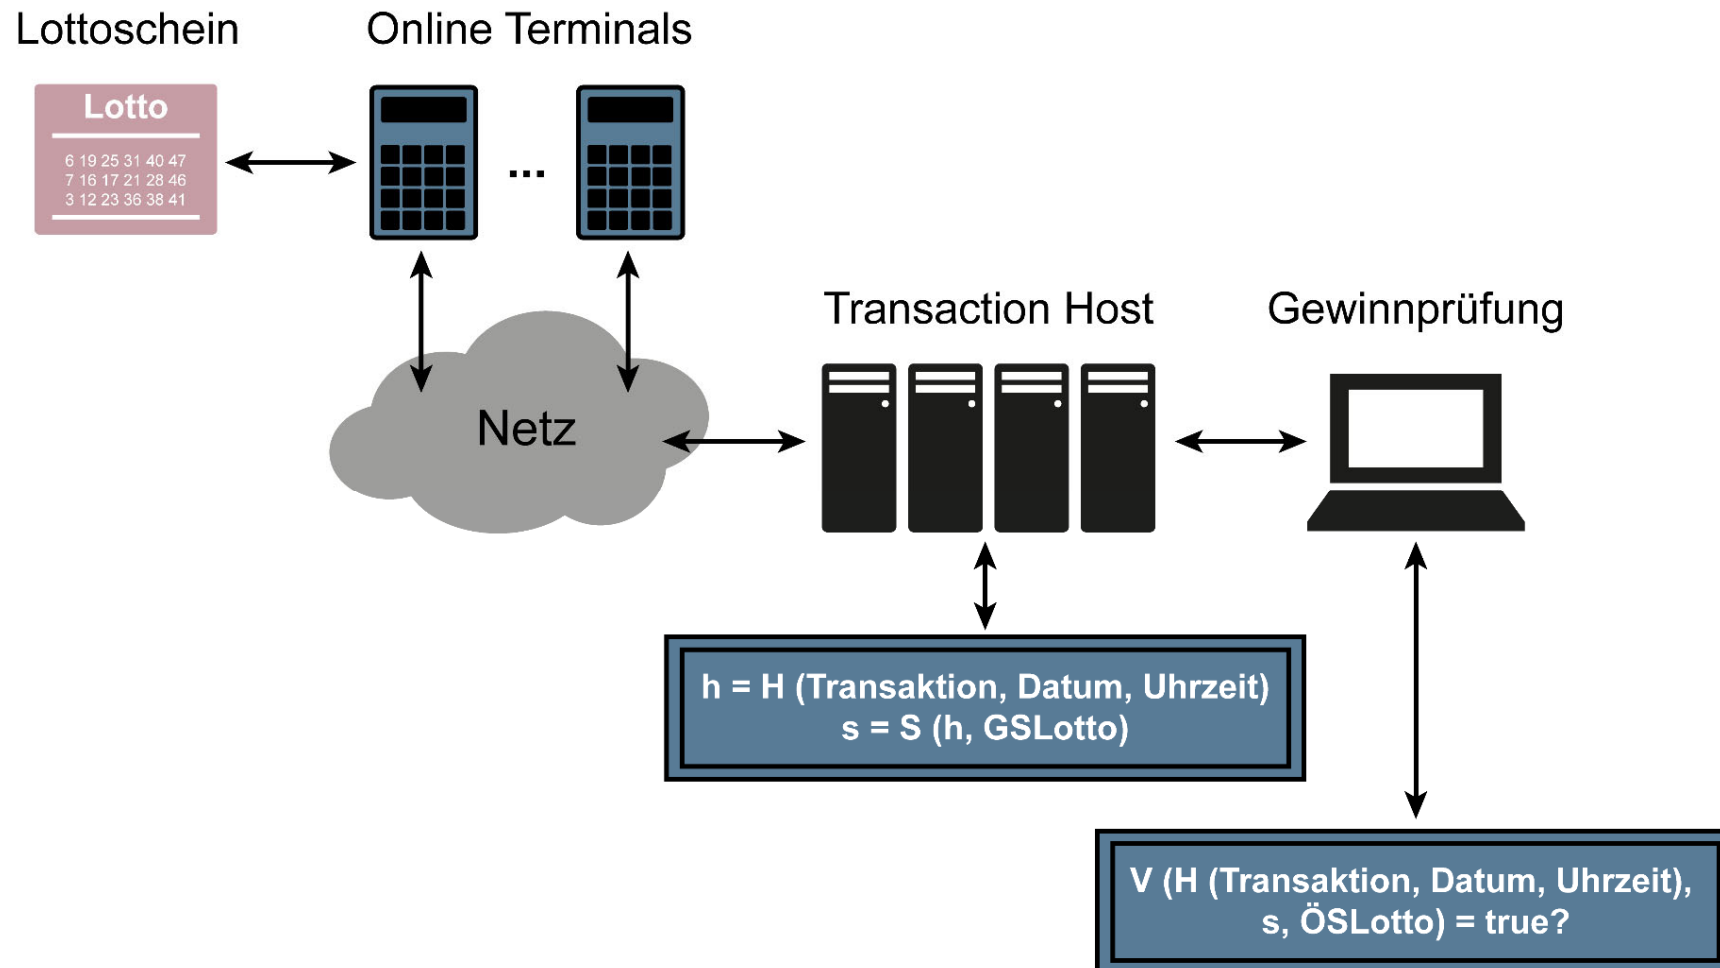 Lottoschein
Online Terminals
Lotto
6 19 25 31 40 47
7 16 17 21 28 46
3 12 23 36 38 41
...
Netz
Transaction Host
Gewinnprüfung
h = H (Transaktion, Datum, Uhrzeit)
s = S (h, GSLotto)
V (H (Transaktion, Datum, Uhrzeit),
s, ÖSLotto) = true?